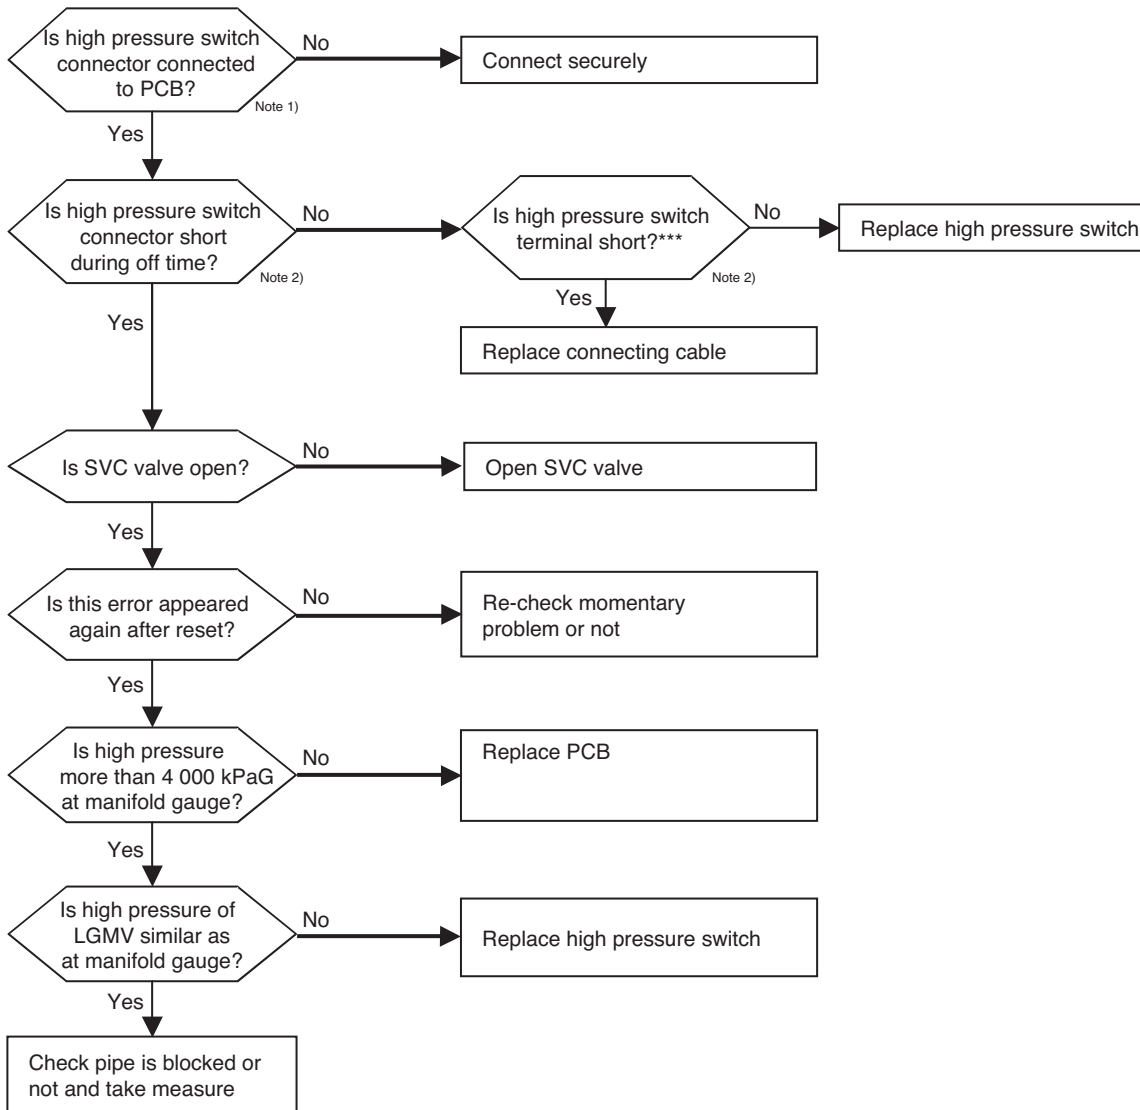 Is high pressure switch
connector connected
to PCB?
No
Connect securely
Note 1)
Yes
Is high pressure switch
connector short
during off time?
No
Is high pressure switch
terminal short?***
No
Replace high pressure switch
Note 2)
Note 2)
Yes
Yes
Replace connecting cable
Is SVC valve open?
No
Open SVC valve
Yes
Is this error appeared
again after reset?
No
Re-check momentary
problem or not
Yes
Is high pressure
more than 4 000 kPaG
at manifold gauge?
No
Replace PCB
Yes
Is high pressure of
LGMV similar as
at manifold gauge?
No
Replace high pressure switch
Yes
Check pipe is blocked or
not and take measure